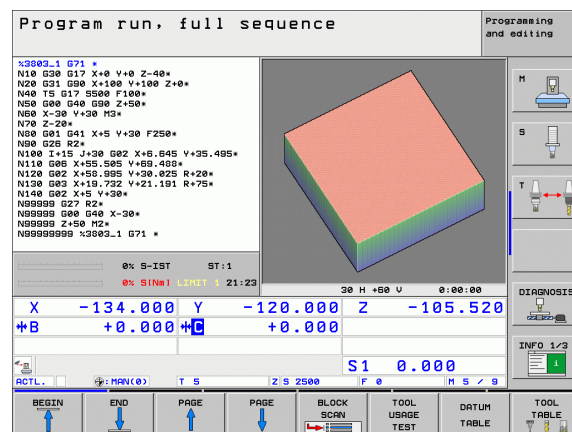 Program run, full sequence
Programming
and editing
%3803_1 G71 *
N10 G30 G17 X+0 Y+0 Z-40*
N20 G31 G90 X+100 Y+100 Z+0*
N40 T5 G17 S500 F100*
N50 G00 G40 G90 Z+50*
N60 X-30 Y+30 M3*
N70 Z-20*
N80 G01 G41 X+5 Y+30 F250*
N90 G26 R2*
N100 I+15 J+30 G02 X+6.645 Y+35.495*
N110 G06 X+55.505 Y+69.488*
N120 G02 X+58.995 Y+30.025 R+20*
N130 G03 X+19.732 Y+21.191 R+75*
N140 G02 X+5 Y+30*
N99999 G27 R2*
N99999 G00 G40 X-30*
N99999 Z+50 M2*
N99999999 %3803_1 G71 *
0% S-IST ST:1
0% S[Nm] LIMIT 1 21:23
30 H +60 V 0:00:00
X -134.000 Y -120.000 Z -105.520
B +0.000 C +0.000
S1 0.00
ACTL. : MAN(0) T 5 Z S 2500 F 0 M 5 / 9
M
S
T
DIAGNOSIS
INFO 1/3
BEGIN
END
PAGE
PAGE
BLOCK
SCAN
TOOL
USAGE
TEST
DATUM
TABLE
TOOL
TABLE